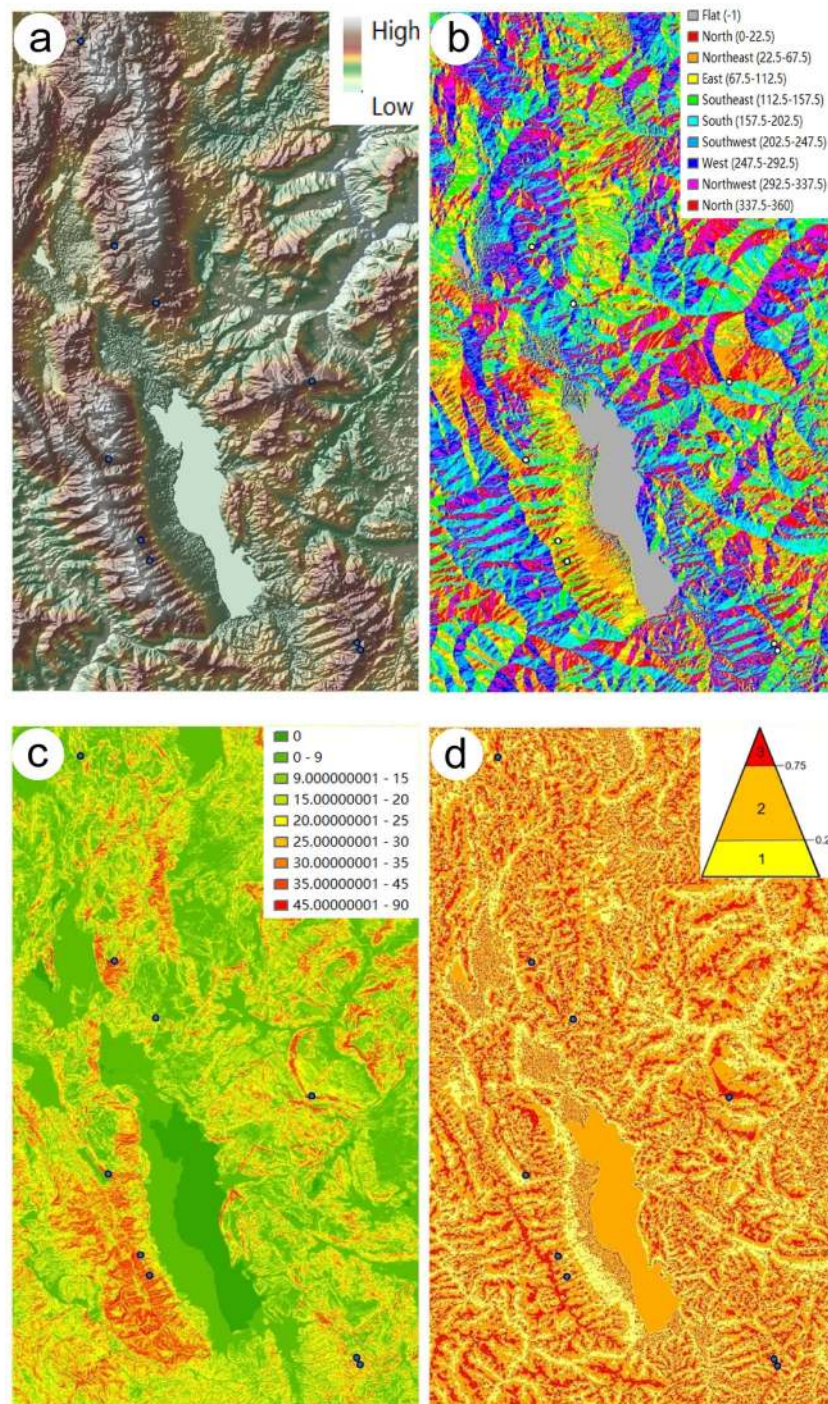 a
High
Low
b
Flat (-1)
North (0-22.5)
Northeast (22.5-67.5)
East (67.5-112.5)
Southeast (112.5-157.5)
South (157.5-202.5)
Southwest (202.5-247.5)
West (247.5-292.5)
Northwest (292.5-337.5)
North (337.5-360)
c
0
0 - 9
9.000000001 - 15
15.00000001 - 20
20.00000001 - 25
25.00000001 - 30
30.00000001 - 35
35.00000001 - 45
45.00000001 - 90
d
3
0.75
2
0.2
1